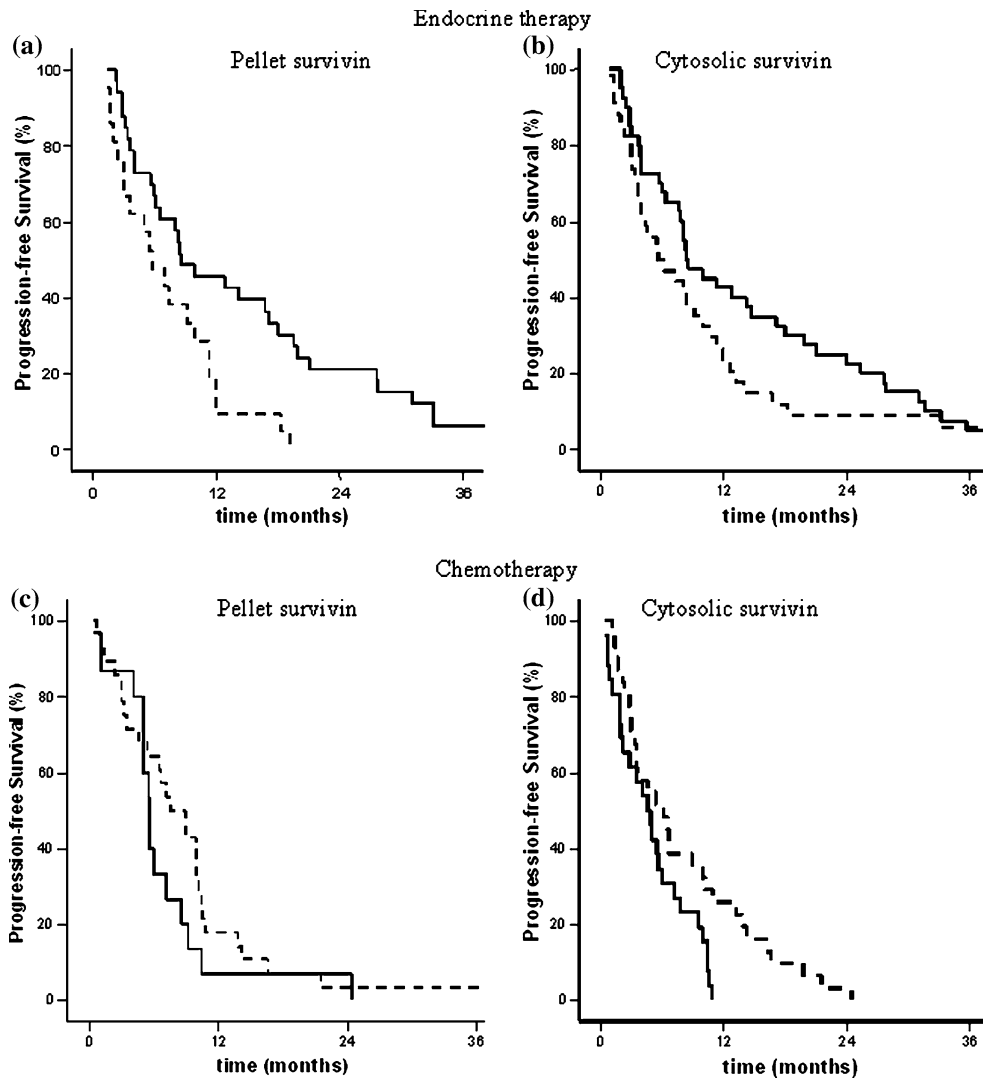 Endocrine therapy
(a)
Pellet survivin
Progression-free Survival (%)
100
80
60
40
20
0
0 12 24 36
time (months)
(b)
Cytosolic survivin
Progression-free Survival (%)
100
80
60
40
20
0
0 12 24 36
time (months)
Chemotherapy
(c)
Pellet survivin
Progression-free Survival (%)
100
80
60
40
20
0
0 12 24 36
time (months)
(d)
Cytosolic survivin
Progression-free Survival (%)
100
80
60
40
20
0
0 12 24 36
time (months)